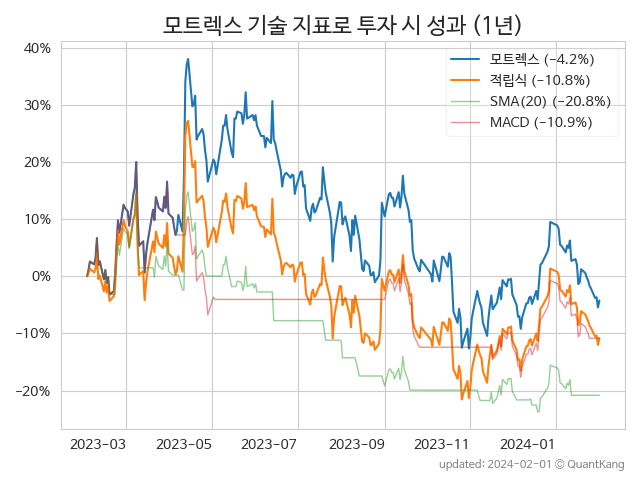 모트렉스 기술 지표로 투자 시 성과 (1년)
40%
30%
20%
10%
0%
−10%
−20%
모트렉스 (−4.2%)
적립식 (−10.8%)
SMA(20) (−20.8%)
MACD (−10.9%)
2023-03 2023-05 2023-07 2023-09 2023-11 2024-01
updated: 2024-02-01 © QuantKang